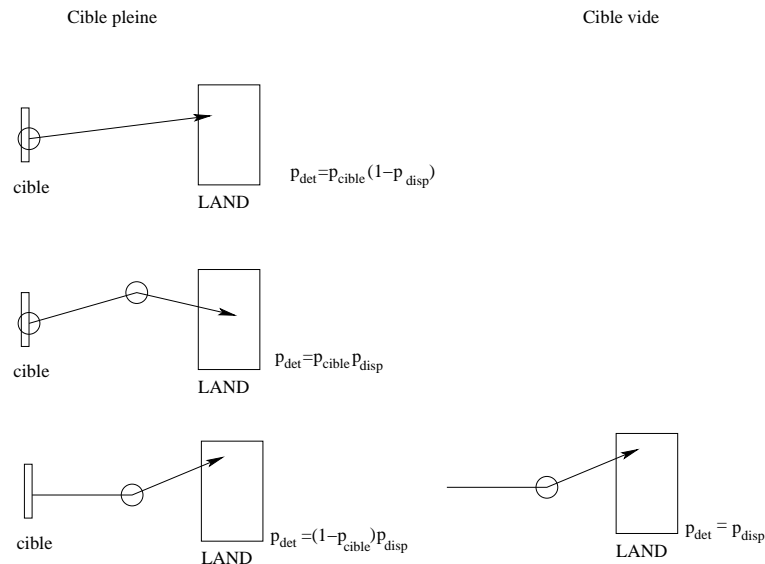 Cible pleine
Cible vide
cible
LAND
p_det=p_cible(1−p_disp)
cible
LAND
p_det=p_cible p_disp
cible
LAND
p_det =(1−p_cible)p_disp
LAND
p_det = p_disp